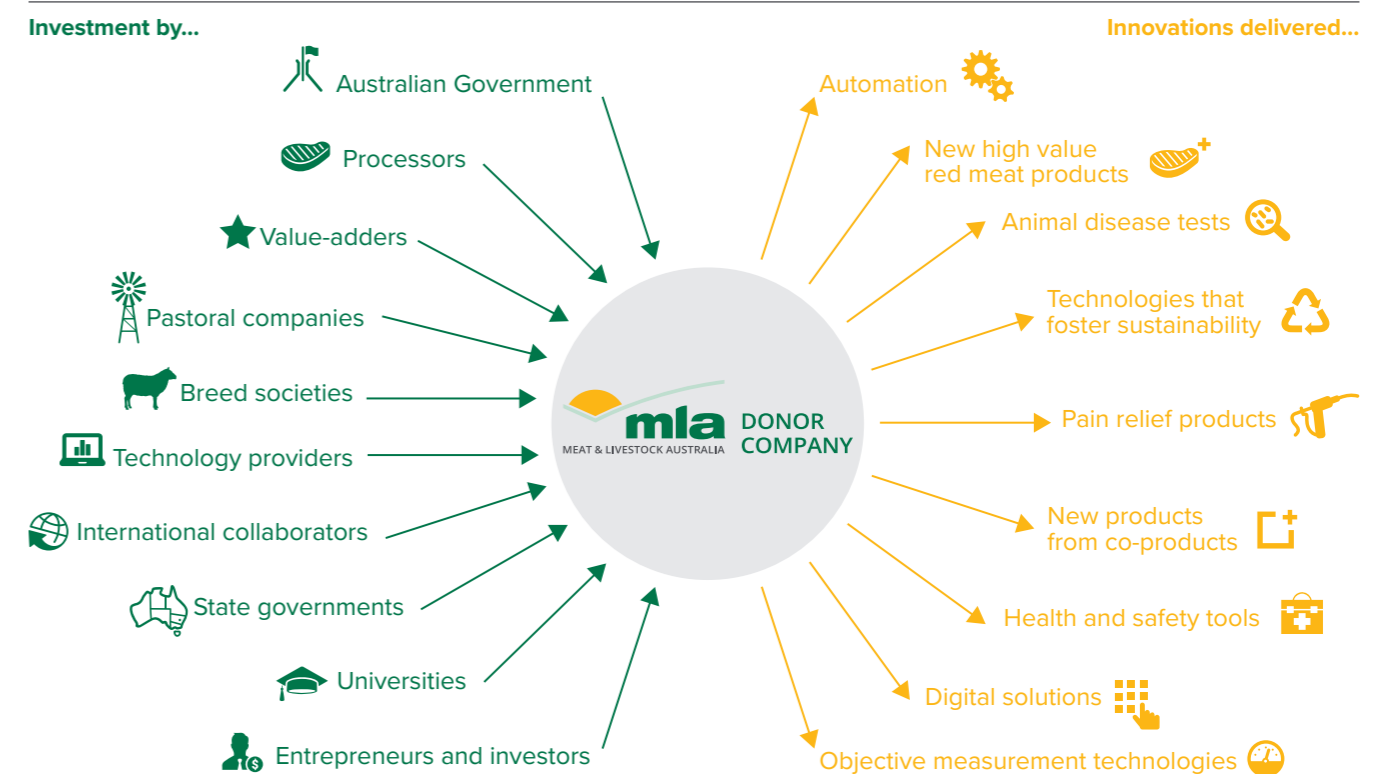 Investment by...
Innovations delivered...
Australian Government
Processors
Value-adders
Pastoral companies
Breed societies
Technology providers
International collaborators
State governments
Universities
Entrepreneurs and investors
mla
MEAT & LIVESTOCK AUSTRALIA
DONOR
COMPANY
Automation
New high value
red meat products
Animal disease tests
Technologies that
foster sustainability
Pain relief products
New products
from co-products
Health and safety tools
Digital solutions
Objective measurement technologies